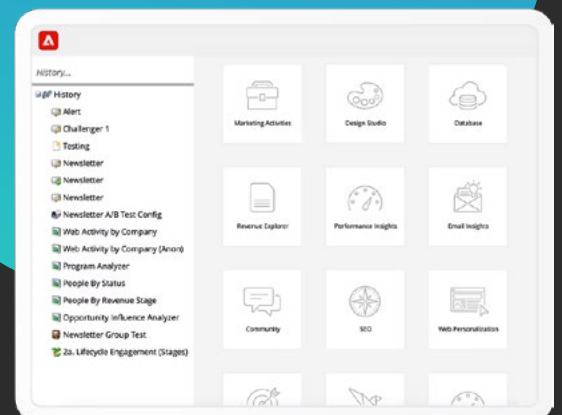 History...
History
Alert
Challenger 1
Testing
Newsletter
Newsletter
Newsletter
Newsletter A/B Test Config
Web Activity by Company
Web Activity by Company (Anon)
Program Analyzer
People By Status
People By Revenue Stage
Opportunity Influence Analyzer
Newsletter Group Test
2a. Lifecycle Engagement (Stages)
Marketing Activities
Design Studio
Database
Revenue Explorer
Performance Insights
Email Insights
Community
SEO
Web Personalization